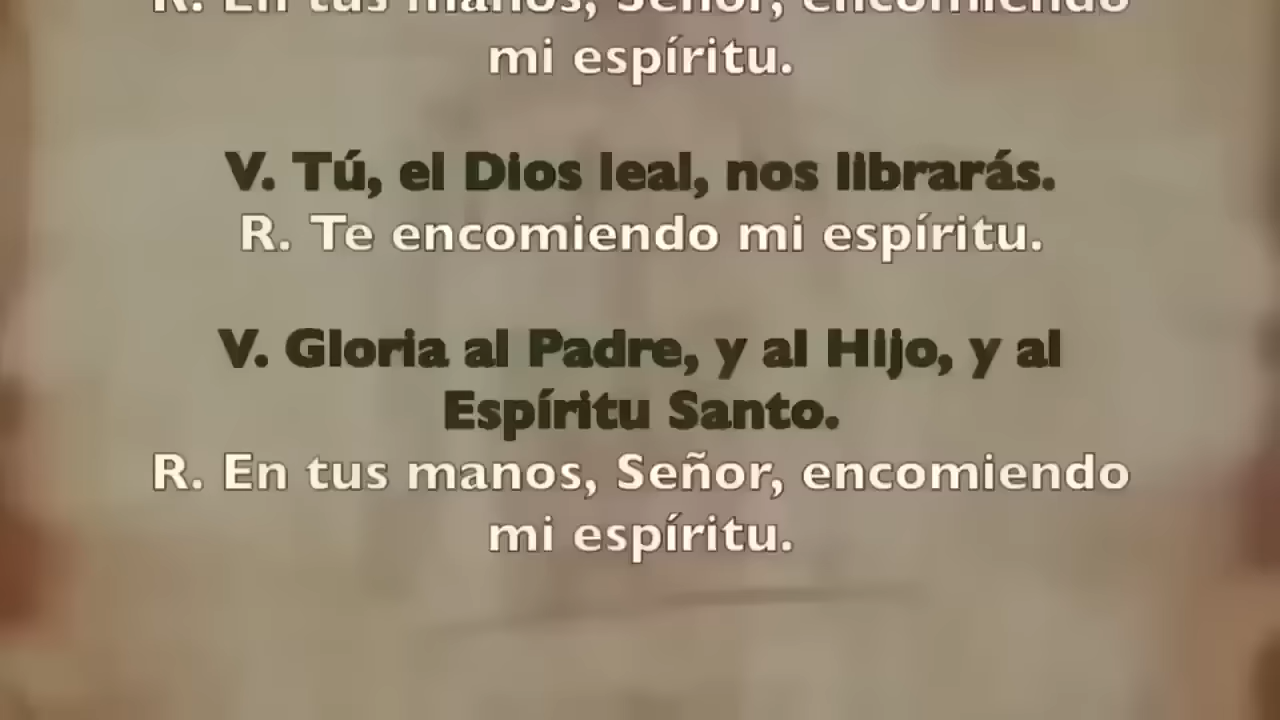 R. En tus manos, Señor, encomiendo
mi espíritu.
V. Tú, el Dios leal, nos librarás.
R. Te encomiendo mi espíritu.
V. Gloria al Padre, y al Hijo, y al
Espíritu Santo.
R. En tus manos, Señor, encomiendo
mi espíritu.